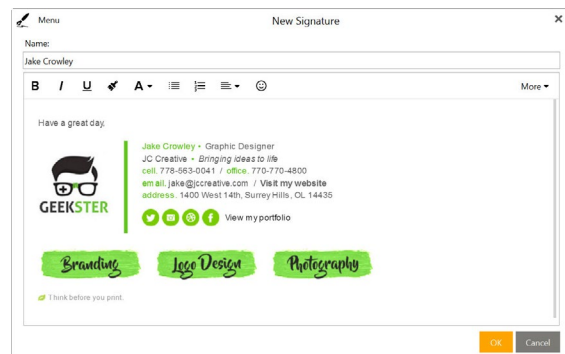 Menu
New Signature
Name:
Jake Crowley
B I U A More
Have a great day,
Jake Crowley • Graphic Designer
JC Creative • Bringing ideas to life
cell. 778-563-0041 / office. 770-770-4800
email. jake@jccreative.com / Visit my website
address. 1400 West 14th, Surrey Hills, OL 14435
GEEKSTER
View my portfolio
Branding Logo Design Photography
Think before you print.
OK Cancel